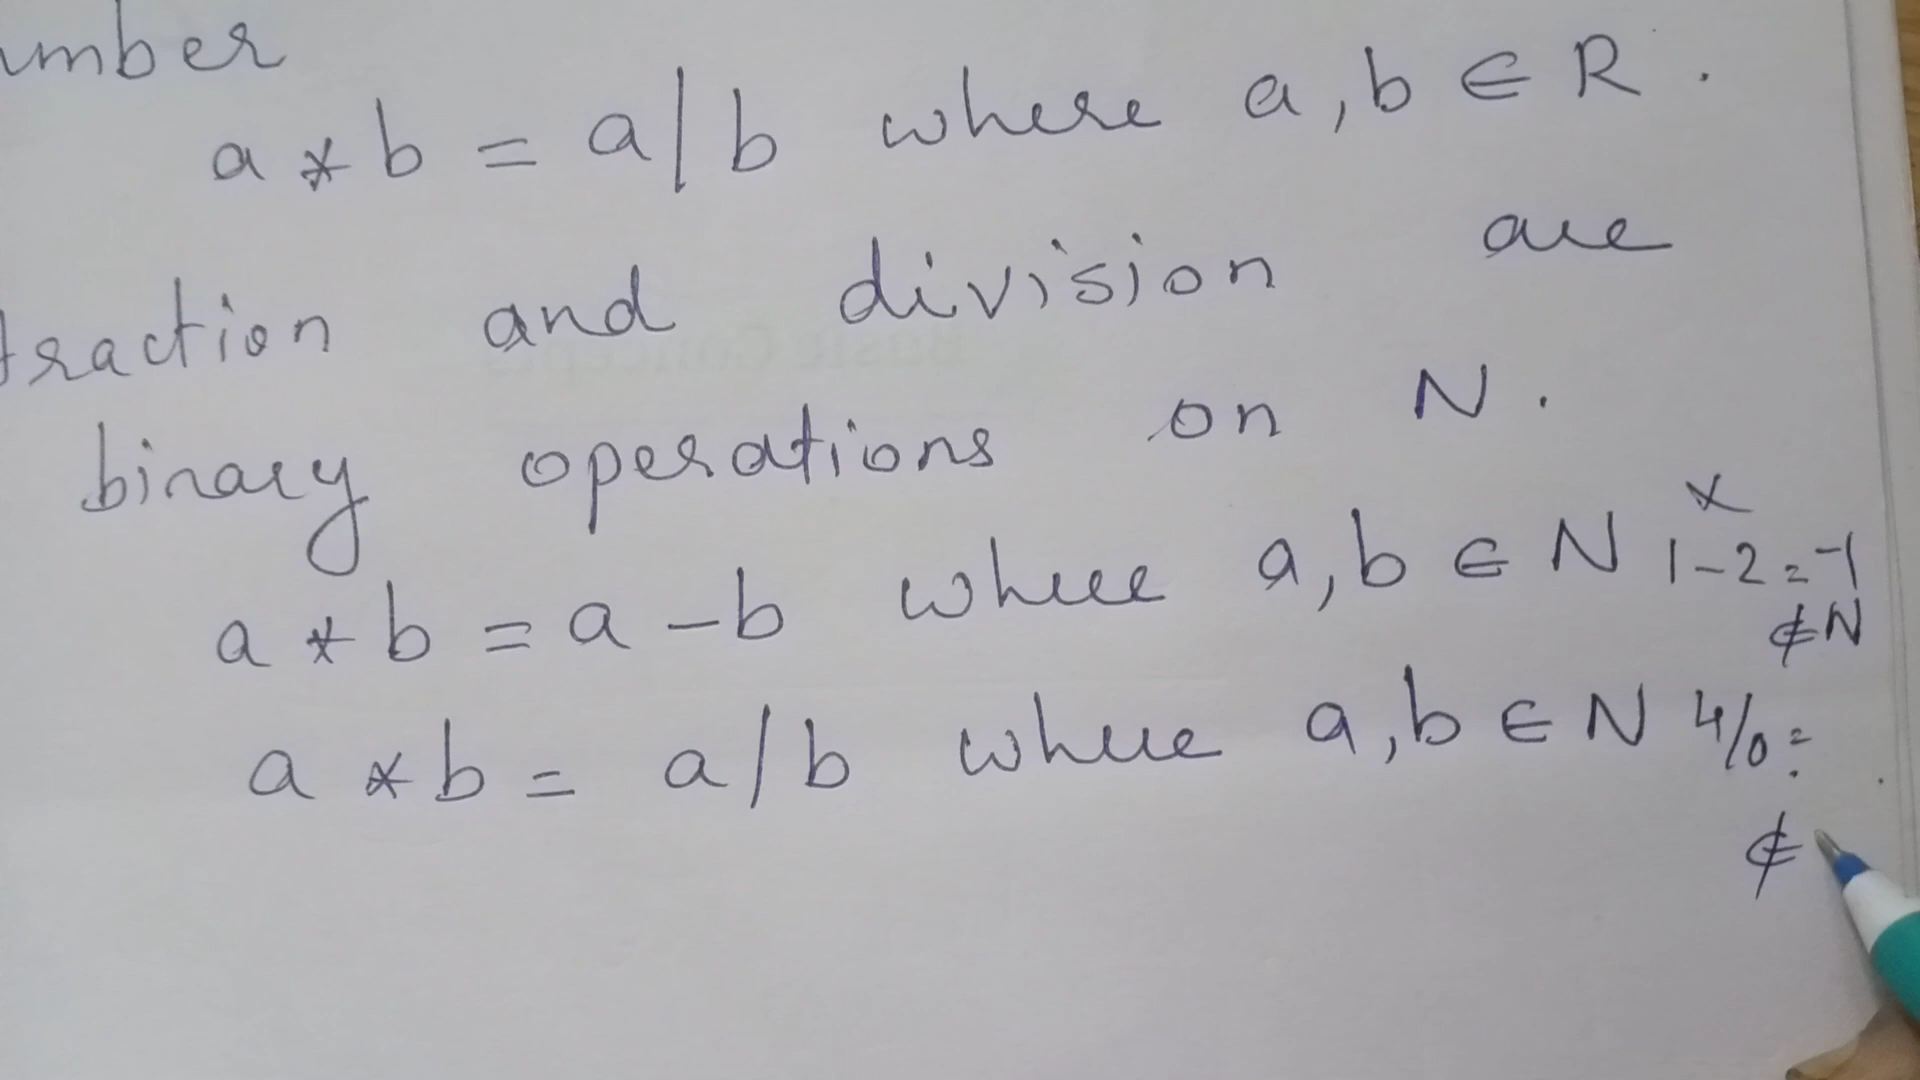 umber
a * b = a/b where a, b ∈ R.
traction and division are
binary operations on N.
a * b = a - b where a, b ∈ N 1-2=-1
x
∉N
a * b = a/b where a, b ∈ N 4/0=
∉